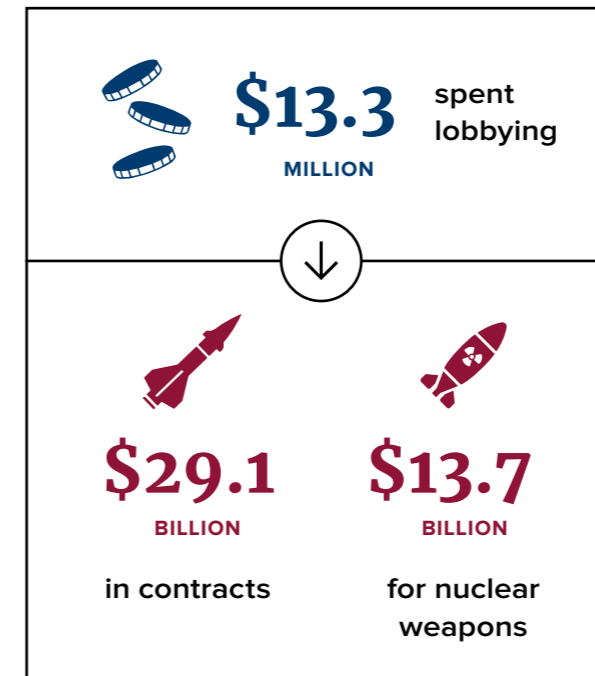 $13.3
MILLION
spent
lobbying
$29.1
BILLION
in contracts
$13.7
BILLION
for nuclear
weapons